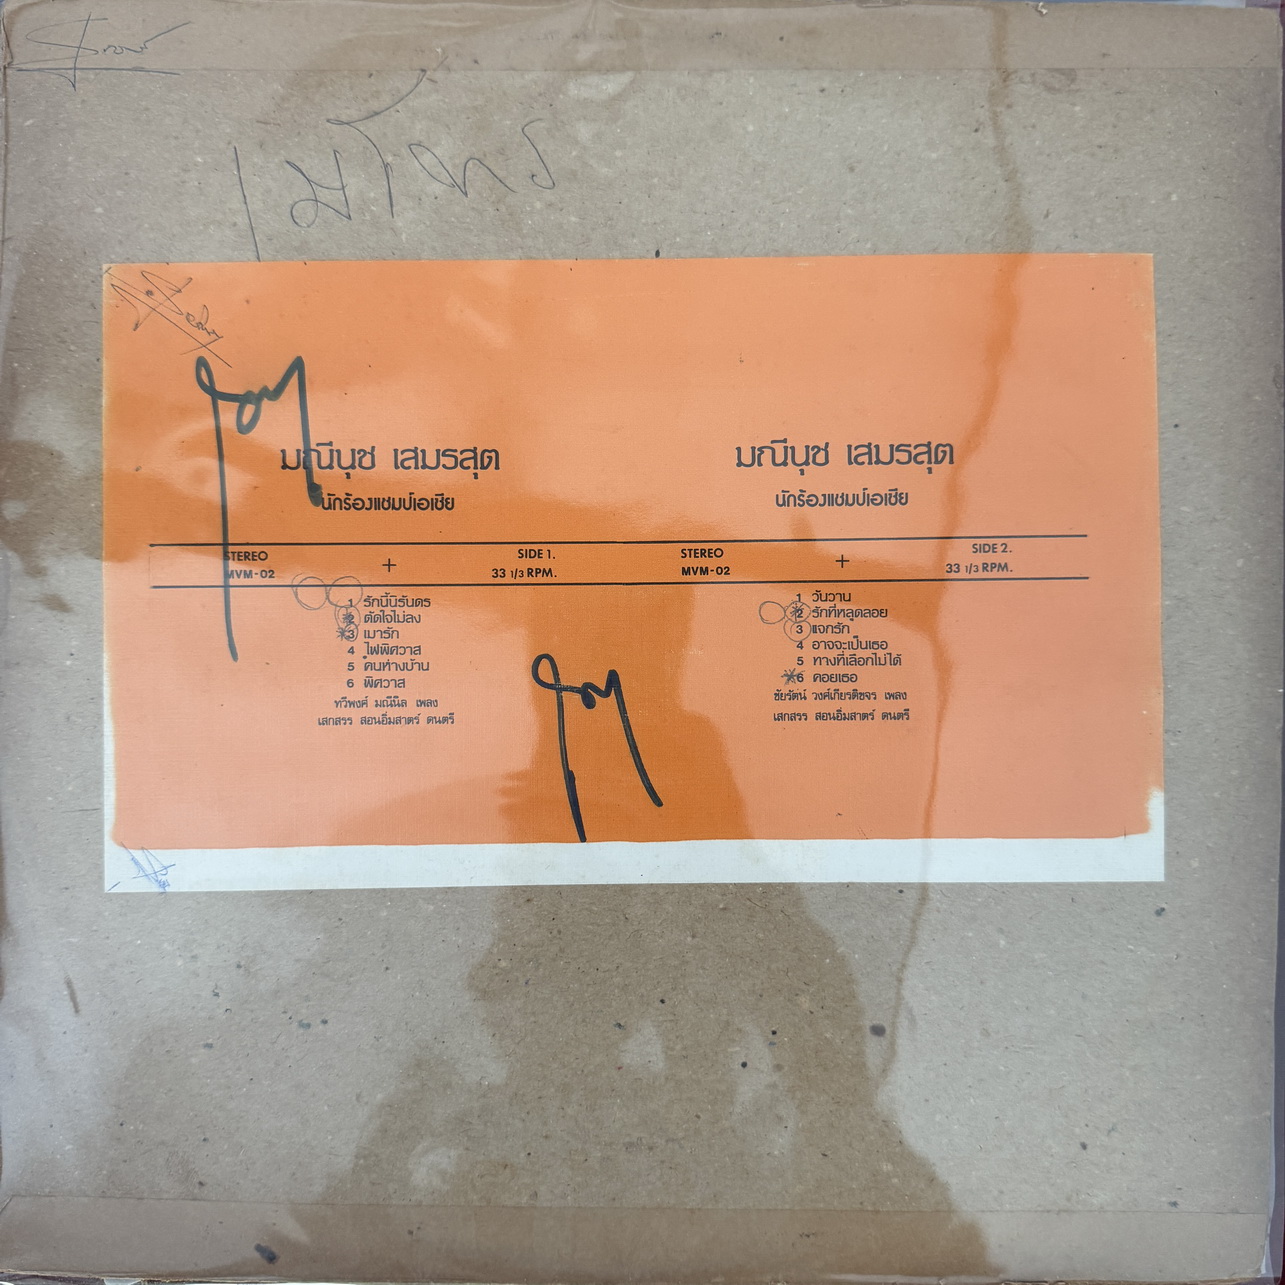 เมโทร
มณีนุช เสมรสุต
นักร้องแชมป์เอเซีย
STEREO + SIDE 1.
MVM-02 33 1/3 RPM.
1 รักนี้นิรันดร
2 ตัดใจไม่ลง
3 เมารัก
4 ไฟพิศวาส
5 คนห่างบ้าน
6 พิศวาส
ทวีพงศ์ มณีนิล เพลง
เสกสรร สอนอิ่มสาตร์ ดนตรี
มณีนุช เสมรสุต
นักร้องแชมป์เอเซีย
STEREO + SIDE 2.
MVM-02 33 1/3 RPM.
1 วันวาน
2 รักที่หลุดลอย
3 แจกรัก
4 อาจจะเป็นเธอ
5 ทางที่เลือกไม่ได้
6 คอยเธอ
ชัยรัตน์ วงศ์เกียรติขจร เพลง
เสกสรร สอนอิ่มสาตร์ ดนตรี